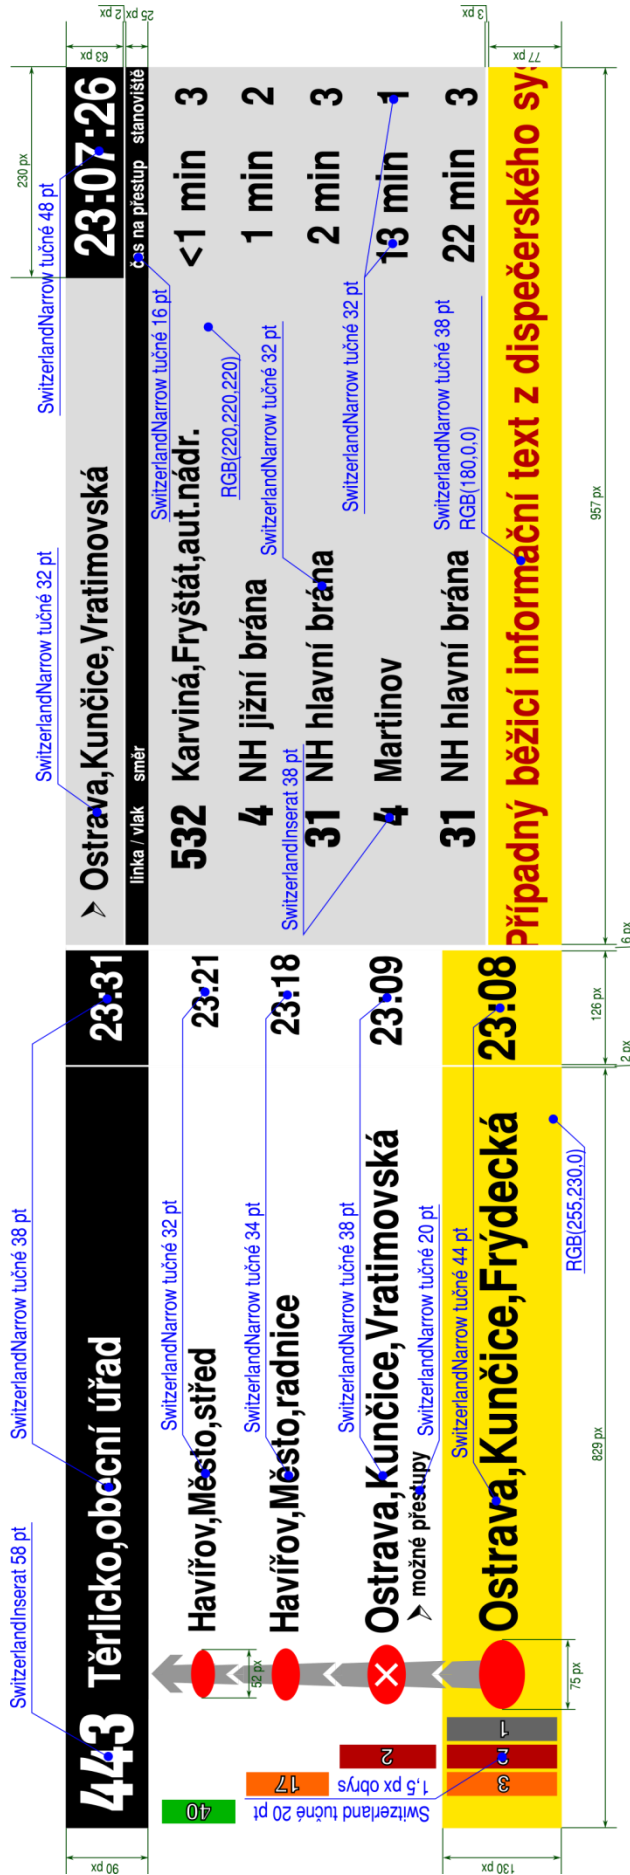 SwitzerlandInserat 58 pt
SwitzerlandNarrow tučné 38 pt
90 px
443 Těrlicko,obecní úřad 23:31
SwitzerlandNarrow tučné 32 pt
40
Havířov,Město,střed 23:21
52 px
SwitzerlandNarrow tučné 34 pt
17
Havířov,Město,radnice 23:18
Switzerland tučné 20 pt 1,5 px obrys
SwitzerlandNarrow tučné 38 pt
2
Ostrava,Kunčice,Vratimovská 23:09
možné přestupy
SwitzerlandNarrow tučné 20 pt
SwitzerlandNarrow tučné 44 pt
130 px
3 2 1
Ostrava,Kunčice,Frýdecká 23:08
75 px
RGB(255,230,0)
829 px
2 px
126 px
6 px
SwitzerlandNarrow tučné 32 pt
SwitzerlandNarrow tučné 48 pt
230 px
63 px
2 px
25 px
Ostrava,Kunčice,Vratimovská 23:07:26
linka / vlak směr čas na přestup stanoviště
SwitzerlandNarrow tučné 16 pt
532 Karviná,Fryštát,aut.nádr. <1 min 3
RGB(220,220,220)
4 NH jižní brána 1 min 2
SwitzerlandNarrow tučné 32 pt
SwitzerlandInserat 38 pt
31 NH hlavní brána 2 min 3
SwitzerlandNarrow tučné 32 pt
4 Martinov 13 min 1
SwitzerlandNarrow tučné 38 pt
RGB(180,0,0)
31 NH hlavní brána 22 min 3
3 px
77 px
Případný běžicí informační text z dispečerského sys
957 px